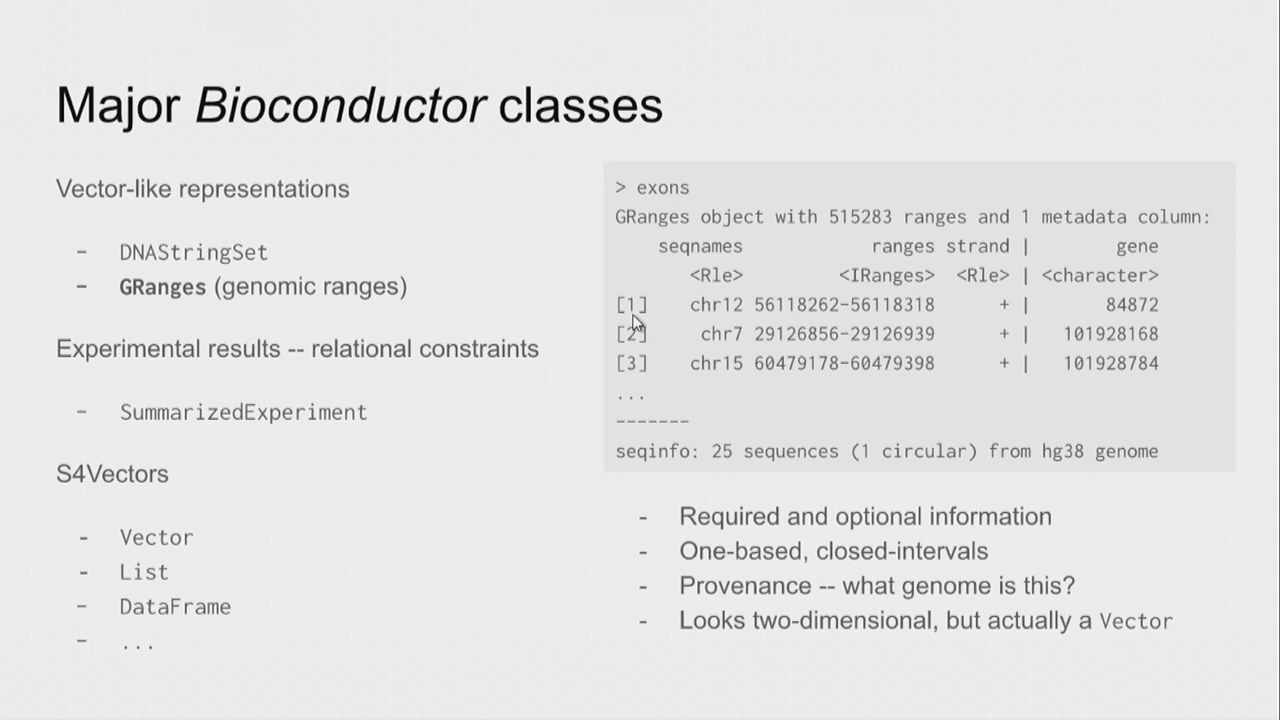 Major Bioconductor classes
Vector-like representations
- DNAStringSet
- GRanges (genomic ranges)
Experimental results -- relational constraints
- SummarizedExperiment
S4Vectors
- Vector
- List
- DataFrame
- ...
> exons
GRanges object with 515283 ranges and 1 metadata column:
seqnames ranges strand | gene
<Rle> <IRanges> <Rle> | <character>
[1] chr12 56118262-56118318 + | 84872
[2] chr7 29126856-29126939 + | 101928168
[3] chr15 60479178-60479398 + | 101928784
...
-------
seqinfo: 25 sequences (1 circular) from hg38 genome
- Required and optional information
- One-based, closed-intervals
- Provenance -- what genome is this?
- Looks two-dimensional, but actually a Vector